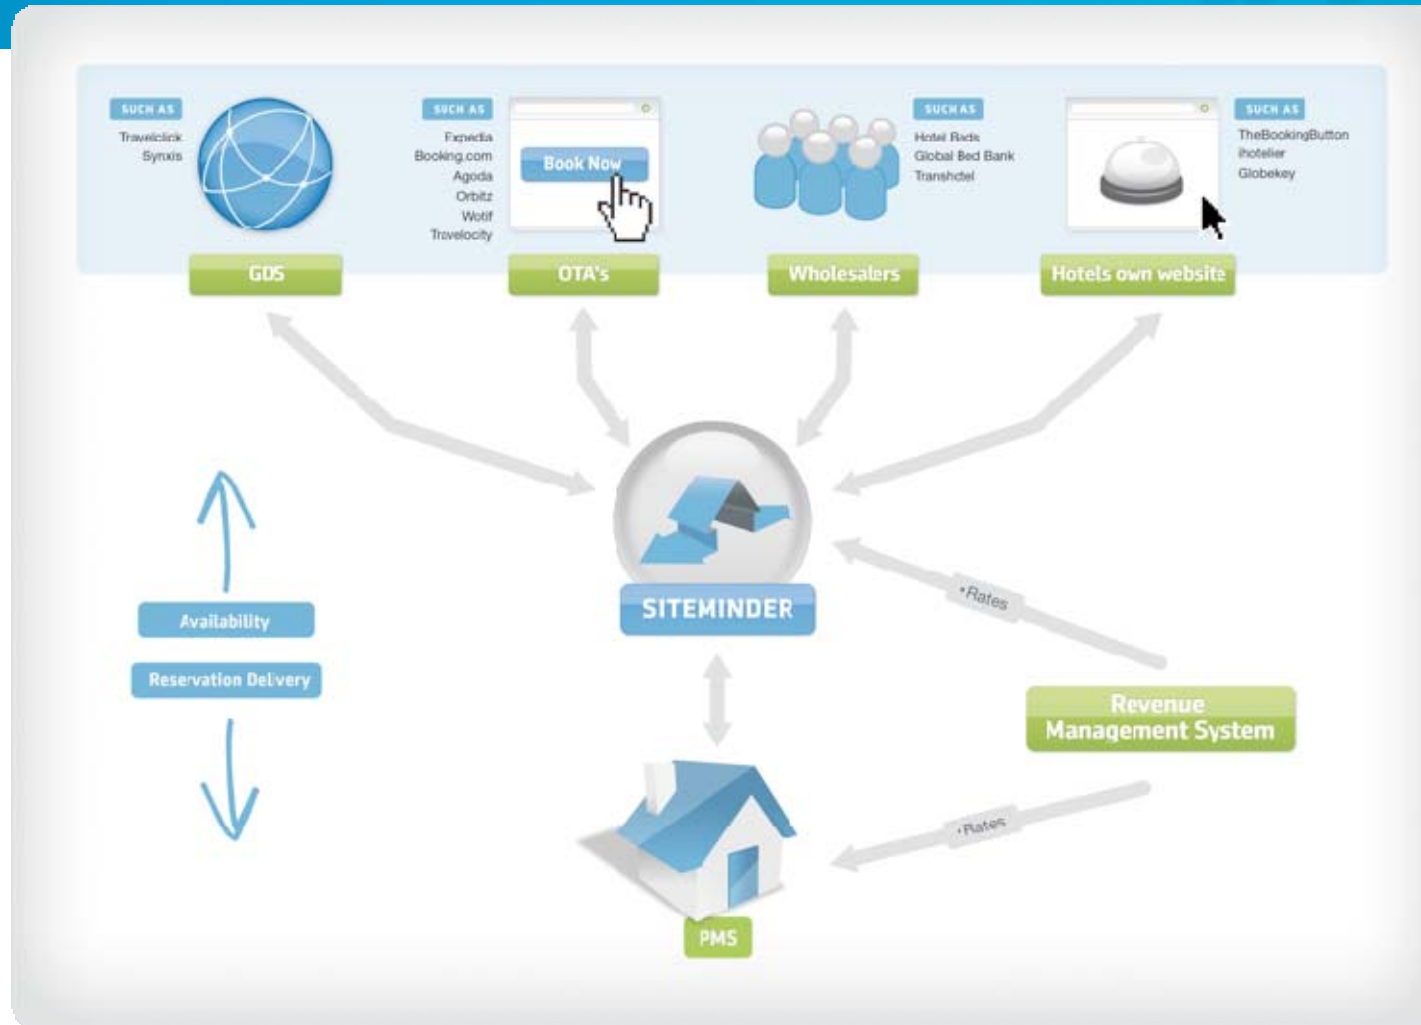 SUCH AS
Travelclick
Synxis
GDS
SUCH AS
Expedia
Booking.com
Agoda
Orbitz
Wotif
Travelocity
Book Now
OTA's
SUCH AS
Hotel Beds
Global Bed Bank
Transhotel
Wholesalers
SUCH AS
TheBookingButton
ihotelier
Globekey
Hotels own website
SITEMINDER
• Rates
Availability
Reservation Delivery
Revenue
Management System
• Rates
PMS